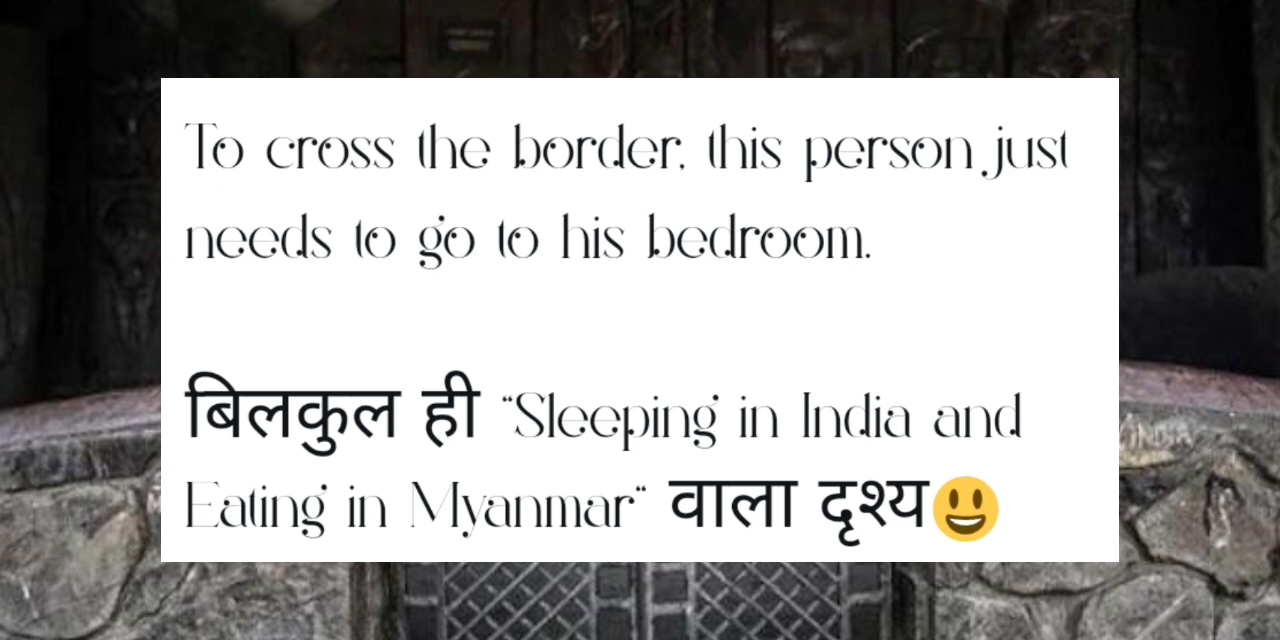 To cross the border, this person just
needs to go to his bedroom.
बिलकुल ही "Sleeping in India and
Eating in Myanmar" वाला दृश्य😃